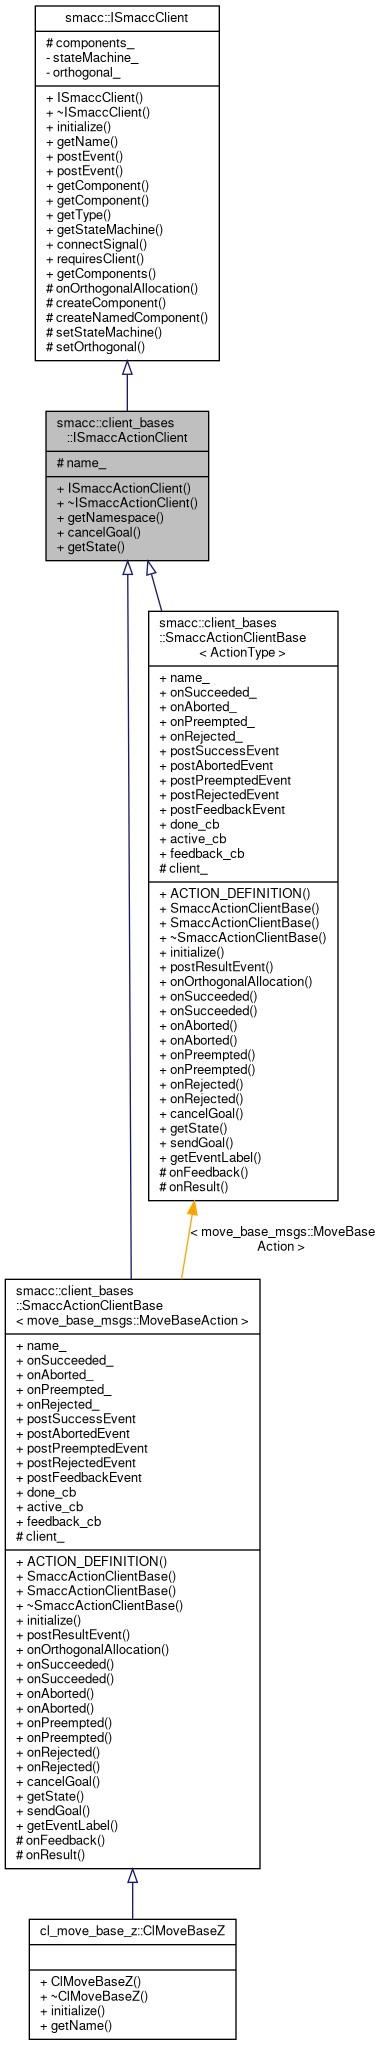 smacc::ISmaccClient
# components_
- stateMachine_
- orthogonal_
+ ISmaccClient()
+ ~ISmaccClient()
+ initialize()
+ getName()
+ postEvent()
+ postEvent()
+ getComponent()
+ getComponent()
+ getType()
+ getStateMachine()
+ connectSignal()
+ requiresClient()
+ getComponents()
# onOrthogonalAllocation()
# createComponent()
# createNamedComponent()
# setStateMachine()
# setOrthogonal()
smacc::client_bases
::ISmaccActionClient
# name_
+ ISmaccActionClient()
+ ~ISmaccActionClient()
+ getNamespace()
+ cancelGoal()
+ getState()
smacc::client_bases
::SmaccActionClientBase
< ActionType >
+ name_
+ onSucceeded_
+ onAborted_
+ onPreempted_
+ onRejected_
+ postSuccessEvent
+ postAbortedEvent
+ postPreemptedEvent
+ postRejectedEvent
+ postFeedbackEvent
+ done_cb
+ active_cb
+ feedback_cb
# client_
+ ACTION_DEFINITION()
+ SmaccActionClientBase()
+ SmaccActionClientBase()
+ ~SmaccActionClientBase()
+ initialize()
+ postResultEvent()
+ onOrthogonalAllocation()
+ onSucceeded()
+ onSucceeded()
+ onAborted()
+ onAborted()
+ onPreempted()
+ onPreempted()
+ onRejected()
+ onRejected()
+ cancelGoal()
+ getState()
+ sendGoal()
+ getEventLabel()
# onFeedback()
# onResult()
< move_base_msgs::MoveBase
Action >
smacc::client_bases
::SmaccActionClientBase
< move_base_msgs::MoveBaseAction >
+ name_
+ onSucceeded_
+ onAborted_
+ onPreempted_
+ onRejected_
+ postSuccessEvent
+ postAbortedEvent
+ postPreemptedEvent
+ postRejectedEvent
+ postFeedbackEvent
+ done_cb
+ active_cb
+ feedback_cb
# client_
+ ACTION_DEFINITION()
+ SmaccActionClientBase()
+ SmaccActionClientBase()
+ ~SmaccActionClientBase()
+ initialize()
+ postResultEvent()
+ onOrthogonalAllocation()
+ onSucceeded()
+ onSucceeded()
+ onAborted()
+ onAborted()
+ onPreempted()
+ onPreempted()
+ onRejected()
+ onRejected()
+ cancelGoal()
+ getState()
+ sendGoal()
+ getEventLabel()
# onFeedback()
# onResult()
cl_move_base_z::ClMoveBaseZ
+ ClMoveBaseZ()
+ ~ClMoveBaseZ()
+ initialize()
+ getName()